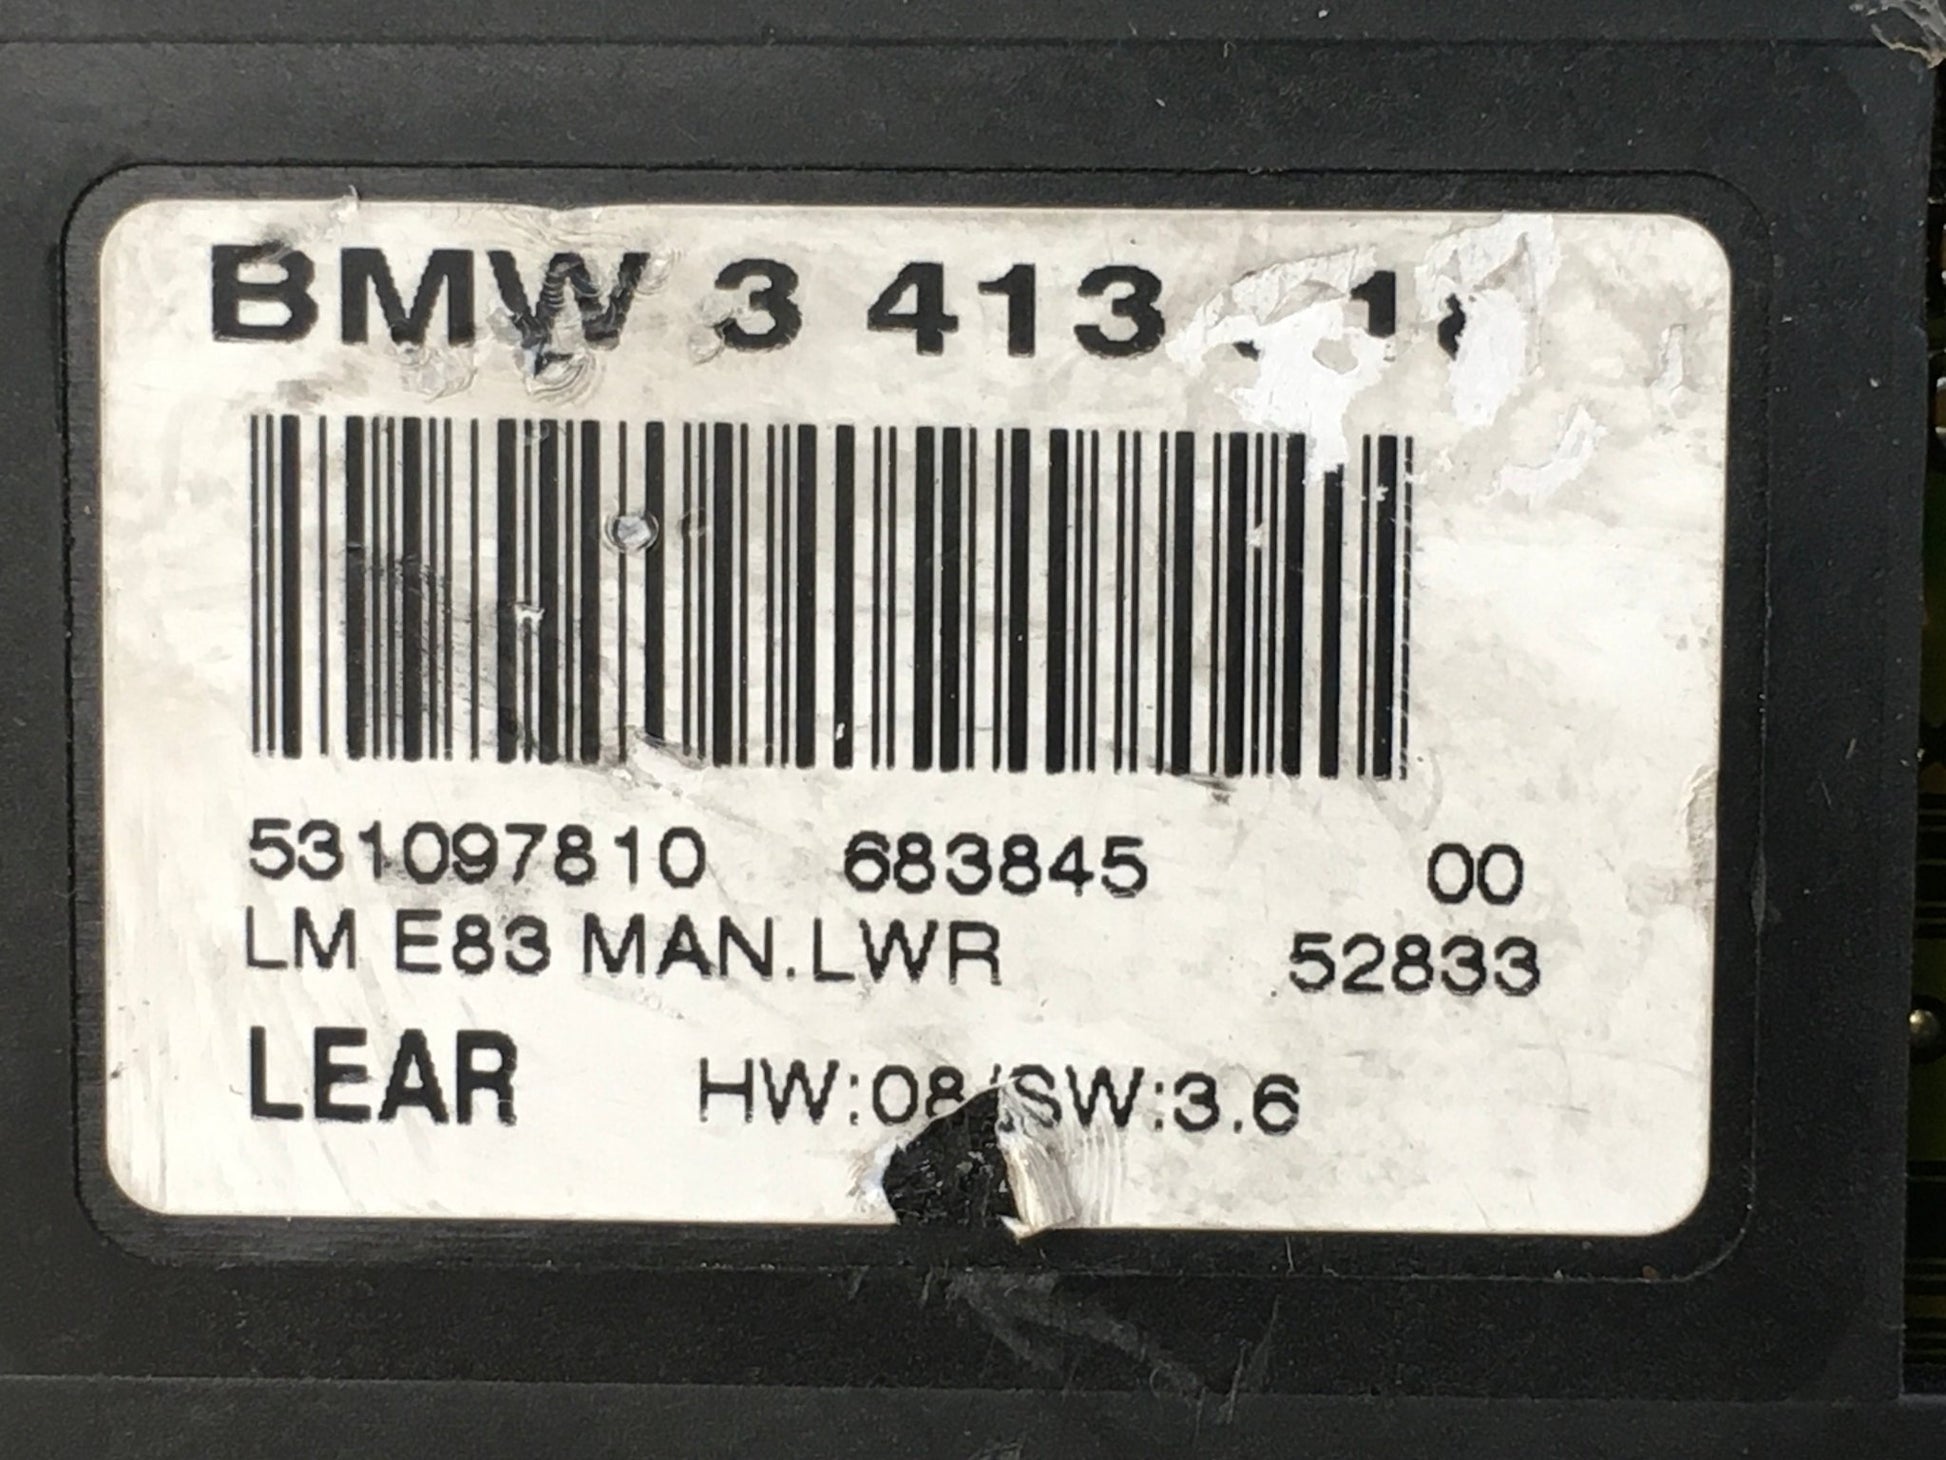 BMW 3 413
531097810 683845 00
LM E83 MAN.LWR 52833
LEAR HW:08/SW:3.6